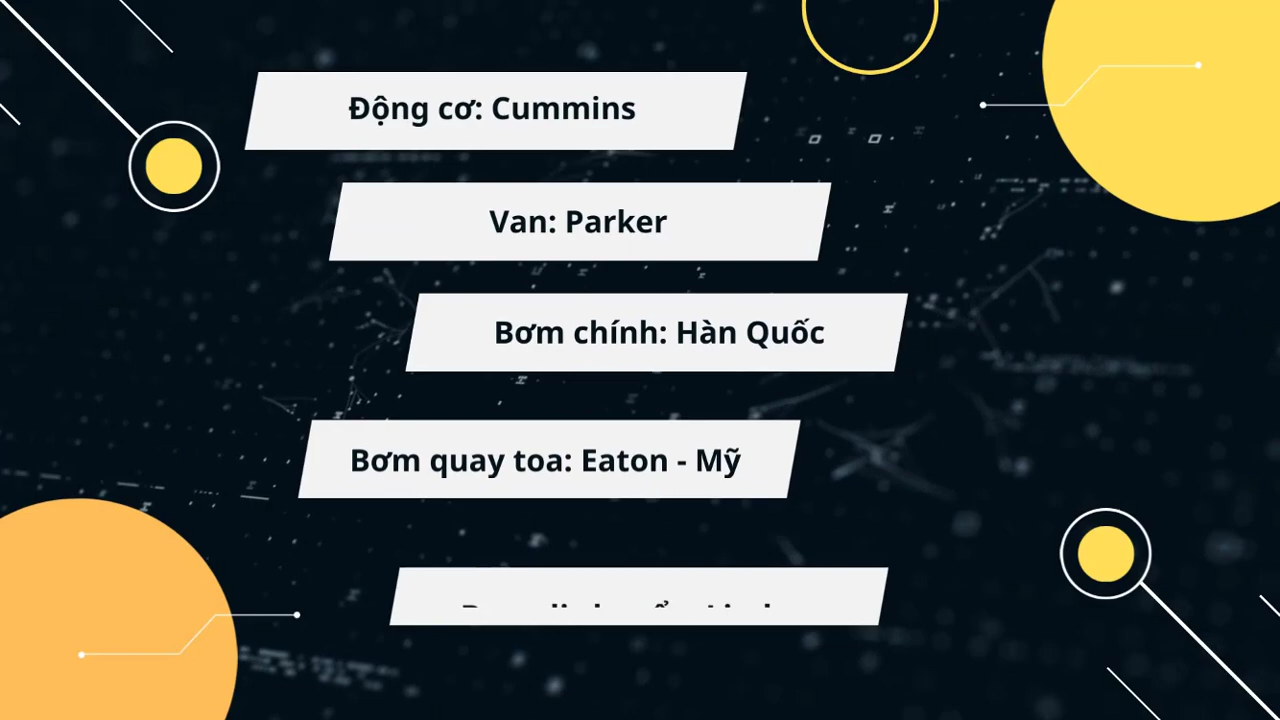 Động cơ: Cummins
Van: Parker
Bơm chính: Hàn Quốc
Bơm quay toa: Eaton - Mỹ